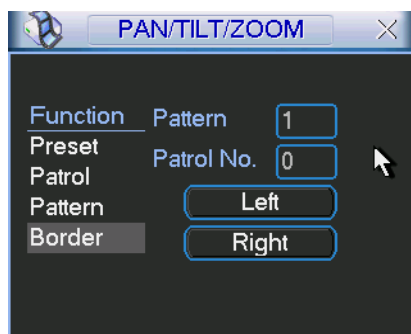 PAN/TILT/ZOOM
Function
Preset
Patrol
Pattern
Border
Pattern 1
Patrol No. 0
Left
Right